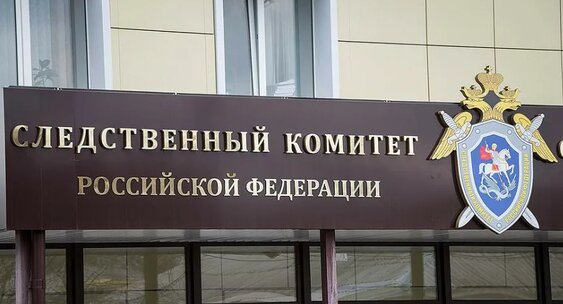 СЛЕДСТВЕННЫЙ КОМИТЕТ
РОССИЙСКОЙ ФЕДЕРАЦИИ